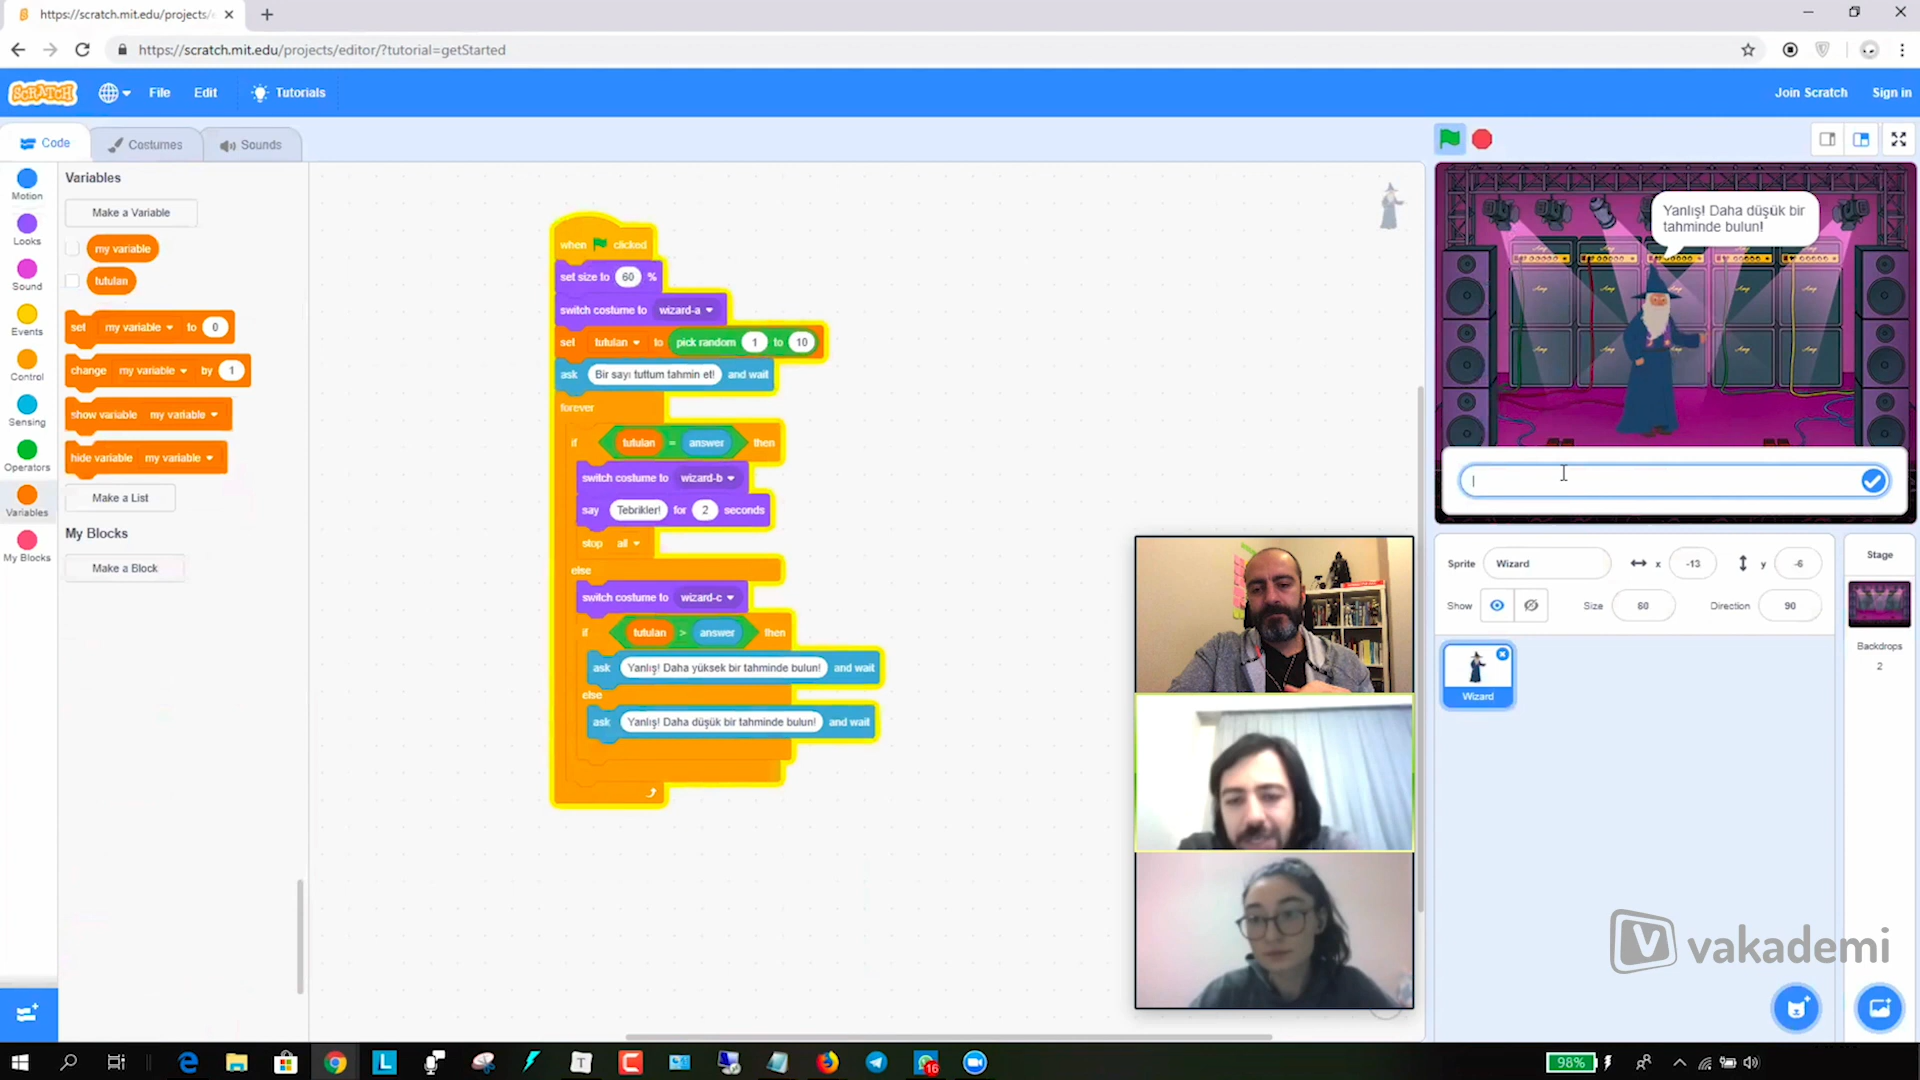 https://scratch.mit.edu/projects/
https://scratch.mit.edu/projects/editor/?tutorial=getStarted
SCRATCH
File
Edit
Tutorials
Join Scratch
Sign in
Code
Costumes
Sounds
Motion
Looks
Sound
Events
Control
Sensing
Operators
Variables
My Blocks
Variables
Make a Variable
my variable
tutulan
set my variable to 0
change my variable by 1
show variable my variable
hide variable my variable
Make a List
My Blocks
Make a Block
when clicked
set size to 60 %
switch costume to wizard-a
set tutulan to pick random 1 to 10
ask Bir sayı tuttum tahmin et! and wait
forever
if tutulan = answer then
switch costume to wizard-b
say Tebrikler! for 2 seconds
stop all
else
switch costume to wizard-c
if tutulan > answer then
ask Yanlış! Daha yüksek bir tahminde bulun! and wait
else
ask Yanlış! Daha düşük bir tahminde bulun! and wait
Yanlış! Daha düşük bir
tahminde bulun!
Sprite Wizard x -13 y -6
Show Size 60 Direction 90
Wizard
Stage
Backdrops
2
vakademi
98%
16